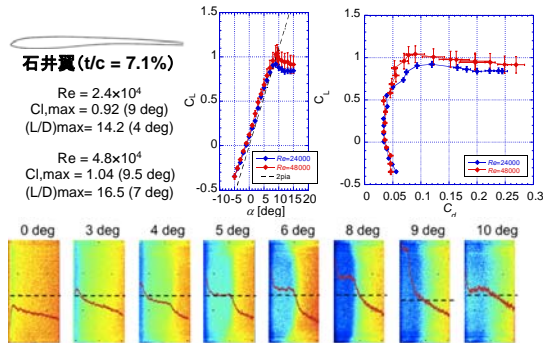 石井翼(t/c = 7.1%)
Re = 2.4×10⁴
Cl,max = 0.92 (9 deg)
(L/D)max= 14.2 (4 deg)
Re = 4.8×10⁴
Cl,max = 1.04 (9.5 deg)
(L/D)max= 16.5 (7 deg)
1.5
1
0.5
0
-0.5
C_L
-10 -5 0 5 10 15 20
α [deg]
Re=24000
Re=48000
2pia
1.5
1
0.5
0
-0.5
C_L
0 0.05 0.1 0.15 0.2 0.25 0.3
C_d
Re=24000
Re=48000
0 deg 3 deg 4 deg 5 deg 6 deg 8 deg 9 deg 10 deg